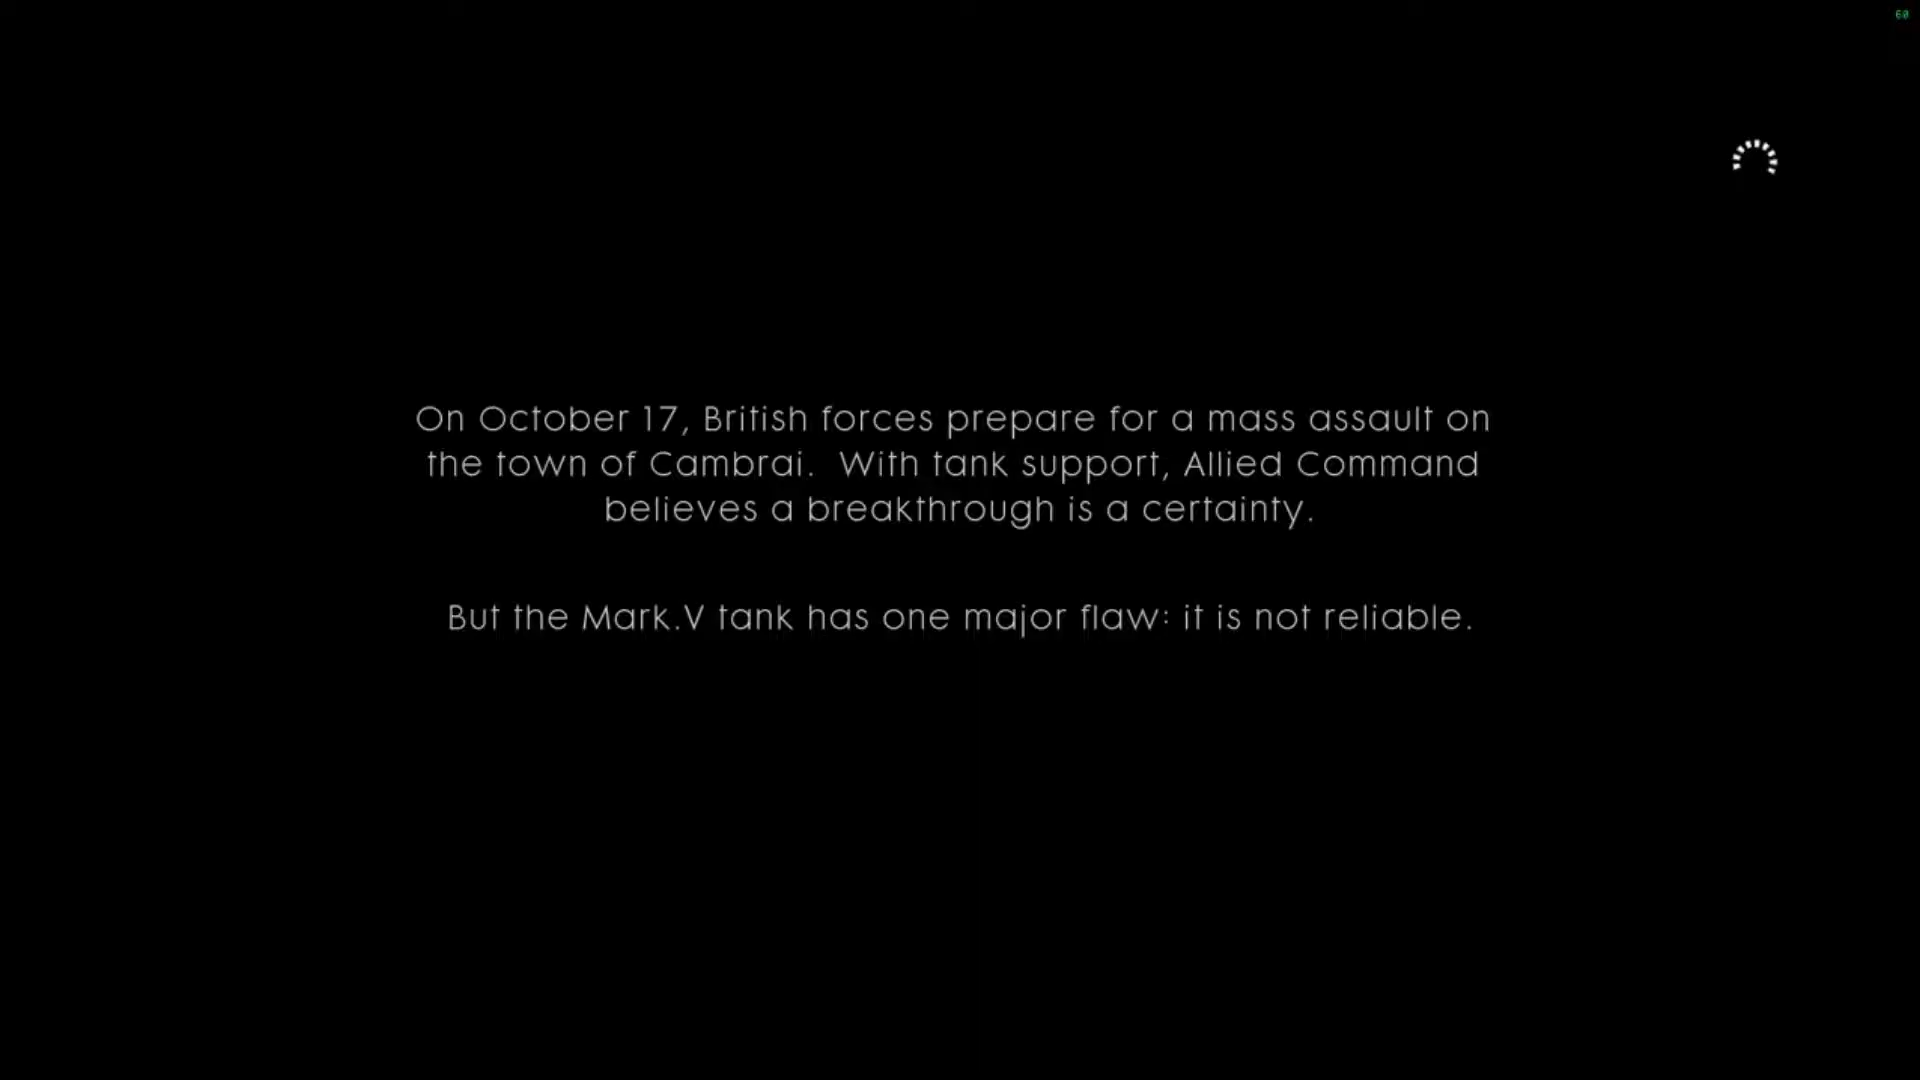 60
On October 17, British forces prepare for a mass assault on
the town of Cambrai.  With tank support, Allied Command
believes a breakthrough is a certainty.
But the Mark.V tank has one major flaw: it is not reliable.